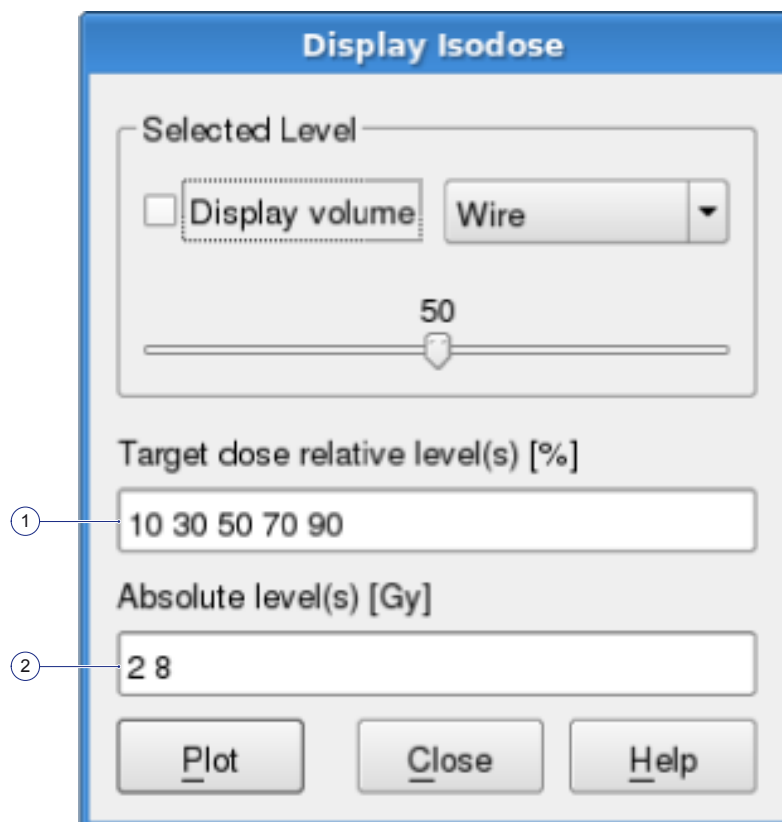 Display Isodose
Selected Level
Display volume
Wire
50
Target dose relative level(s) [%]
1
10 30 50 70 90
Absolute level(s) [Gy]
2
2 8
Plot
Close
Help